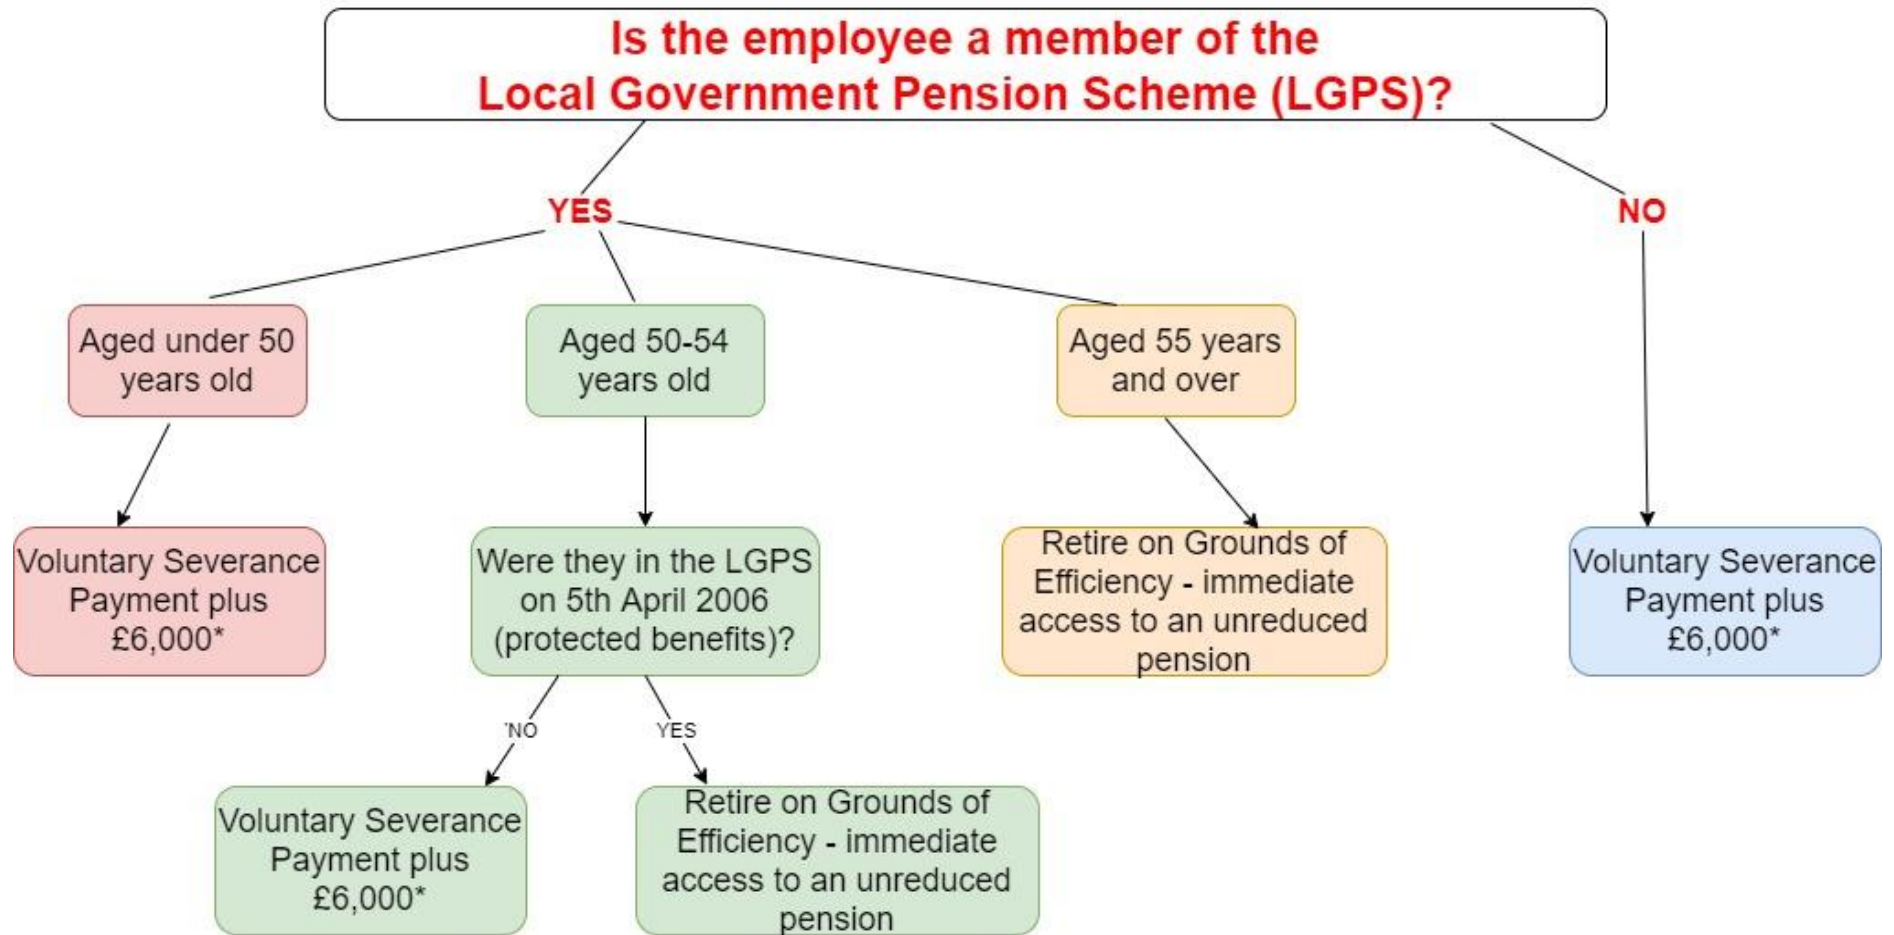 Is the employee a member of the
Local Government Pension Scheme (LGPS)?
YES
NO
Aged under 50
years old
Aged 50-54
years old
Aged 55 years
and over
Voluntary Severance
Payment plus
£6,000*
Were they in the LGPS
on 5th April 2006
(protected benefits)?
Retire on Grounds of
Efficiency - immediate
access to an unreduced
pension
Voluntary Severance
Payment plus
£6,000*
'NO
YES
Voluntary Severance
Payment plus
£6,000*
Retire on Grounds of
Efficiency - immediate
access to an unreduced
pension